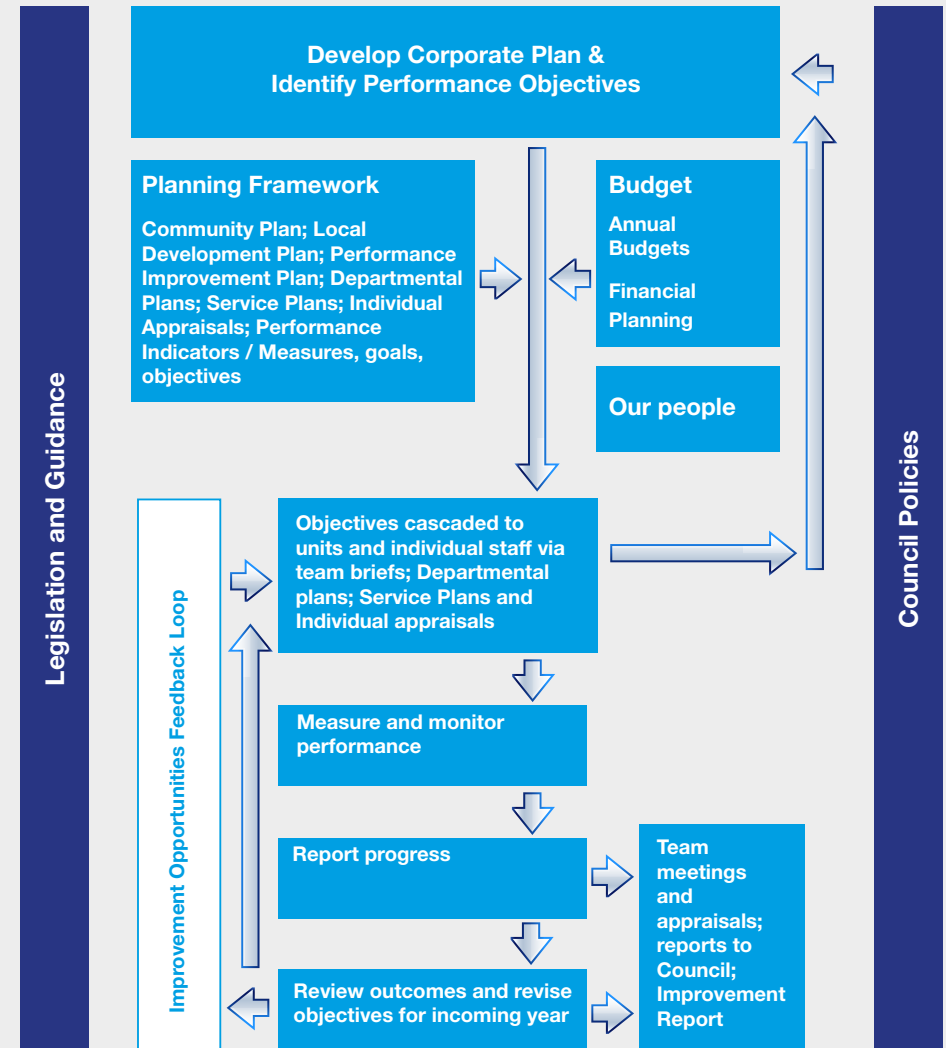 Develop Corporate Plan &
Identify Performance Objectives
Planning Framework
Community Plan; Local
Development Plan; Performance
Improvement Plan; Departmental
Plans; Service Plans; Individual
Appraisals; Performance
Indicators / Measures, goals,
objectives
Budget
Annual
Budgets
Financial
Planning
Our people
Legislation and Guidance
Council Policies
Improvement Opportunities Feedback Loop
Objectives cascaded to
units and individual staff via
team briefs; Departmental
plans; Service Plans and
Individual appraisals
Measure and monitor
performance
Report progress
Team
meetings
and
appraisals;
reports to
Council;
Improvement
Report
Review outcomes and revise
objectives for incoming year